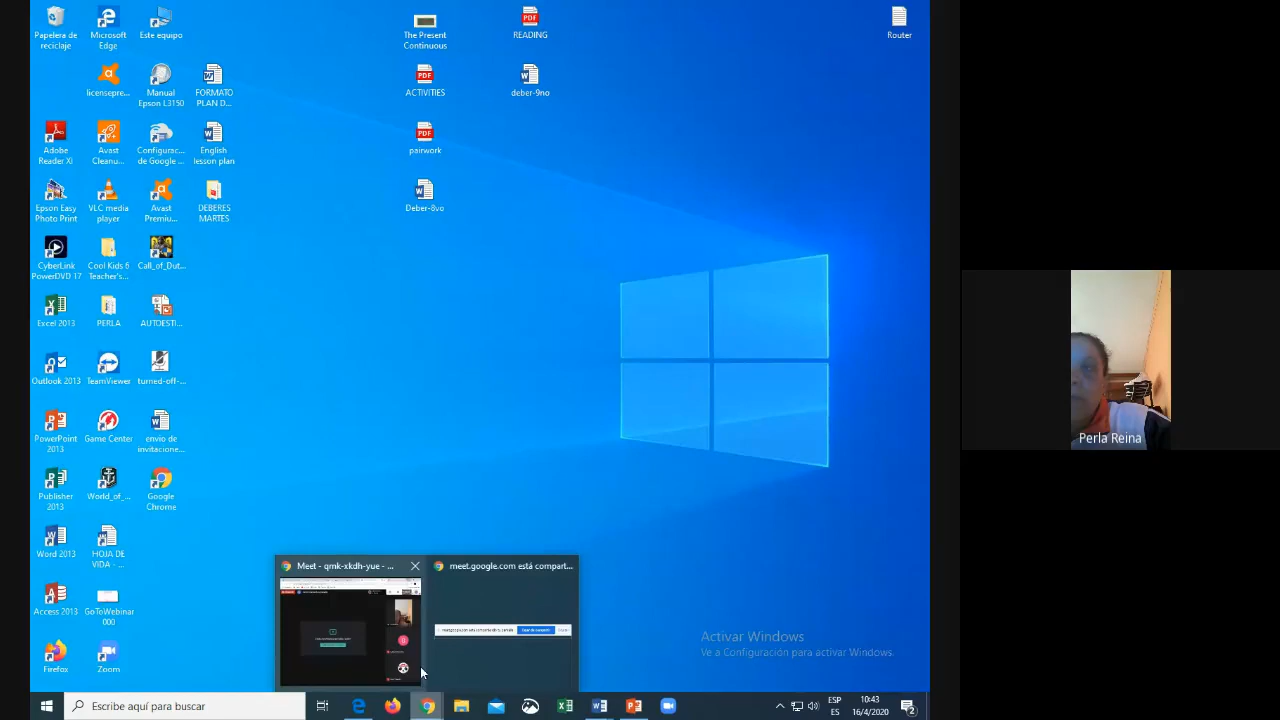 Papelera de
reciclaje
Microsoft
Edge
Este equipo
The Present
Continuous
READING
Router
licensepre...
Manual
Epson L3150
FORMATO
PLAN D...
ACTIVITIES
deber-9no
Adobe
Reader XI
Avast
Cleanu...
Configurac...
de Google ...
English
lesson plan
pairwork
Epson Easy
Photo Print
VLC media
player
Avast
Premiu...
DEBERES
MARTES
Deber-8vo
CyberLink
PowerDVD 17
Cool Kids 6
Teacher's...
Call_of_Dut...
Excel 2013
PERLA
AUTOESTI...
Outlook 2013
TeamViewer
turned-off-...
PowerPoint
2013
Game Center
envio de
invitacione...
Publisher
2013
World_of_...
Google
Chrome
Word 2013
HOJA DE
VIDA - ...
Access 2013
GoToWebinar
000
Firefox
Zoom
Meet - qmk-xkdh-yue - ...
meet.google.com está compart...
Activar Windows
Ve a Configuración para activar Windows.
Escribe aquí para buscar
ESP
ES
10:43
16/4/2020
2
Perla Reina